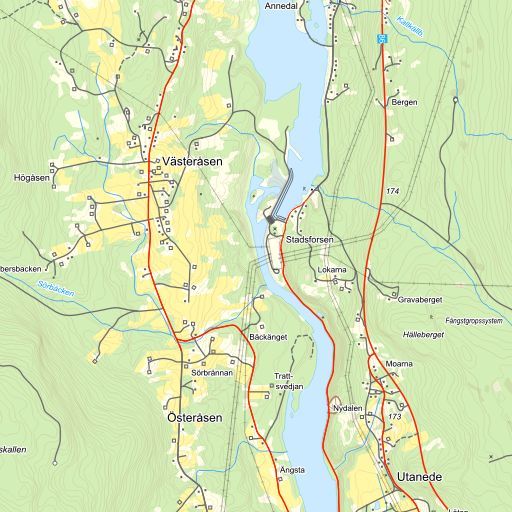 Annedal
Källkällb.
86
Bergen
Västeråsen
Högåsen
174
Stadsforsen
Lokarna
bersbacken
Sörbäcken
Gravaberget
Fångstgropssystem
Hälleberget
Bäckänget
Moarna
Sörbrännan
Tratt-
svedjan
Nydalen
173
Österåsen
skallen
Ängsta
Utanede